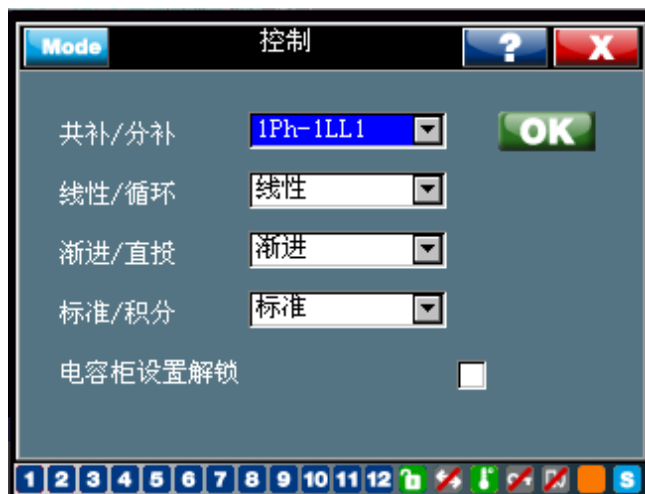 Mode 控制 ? X
共补/分补 1Ph-1LL1 OK
线性/循环 线性
渐进/直投 渐进
标准/积分 标准
电容柜设置解锁
1 2 3 4 5 6 7 8 9 10 11 12 S